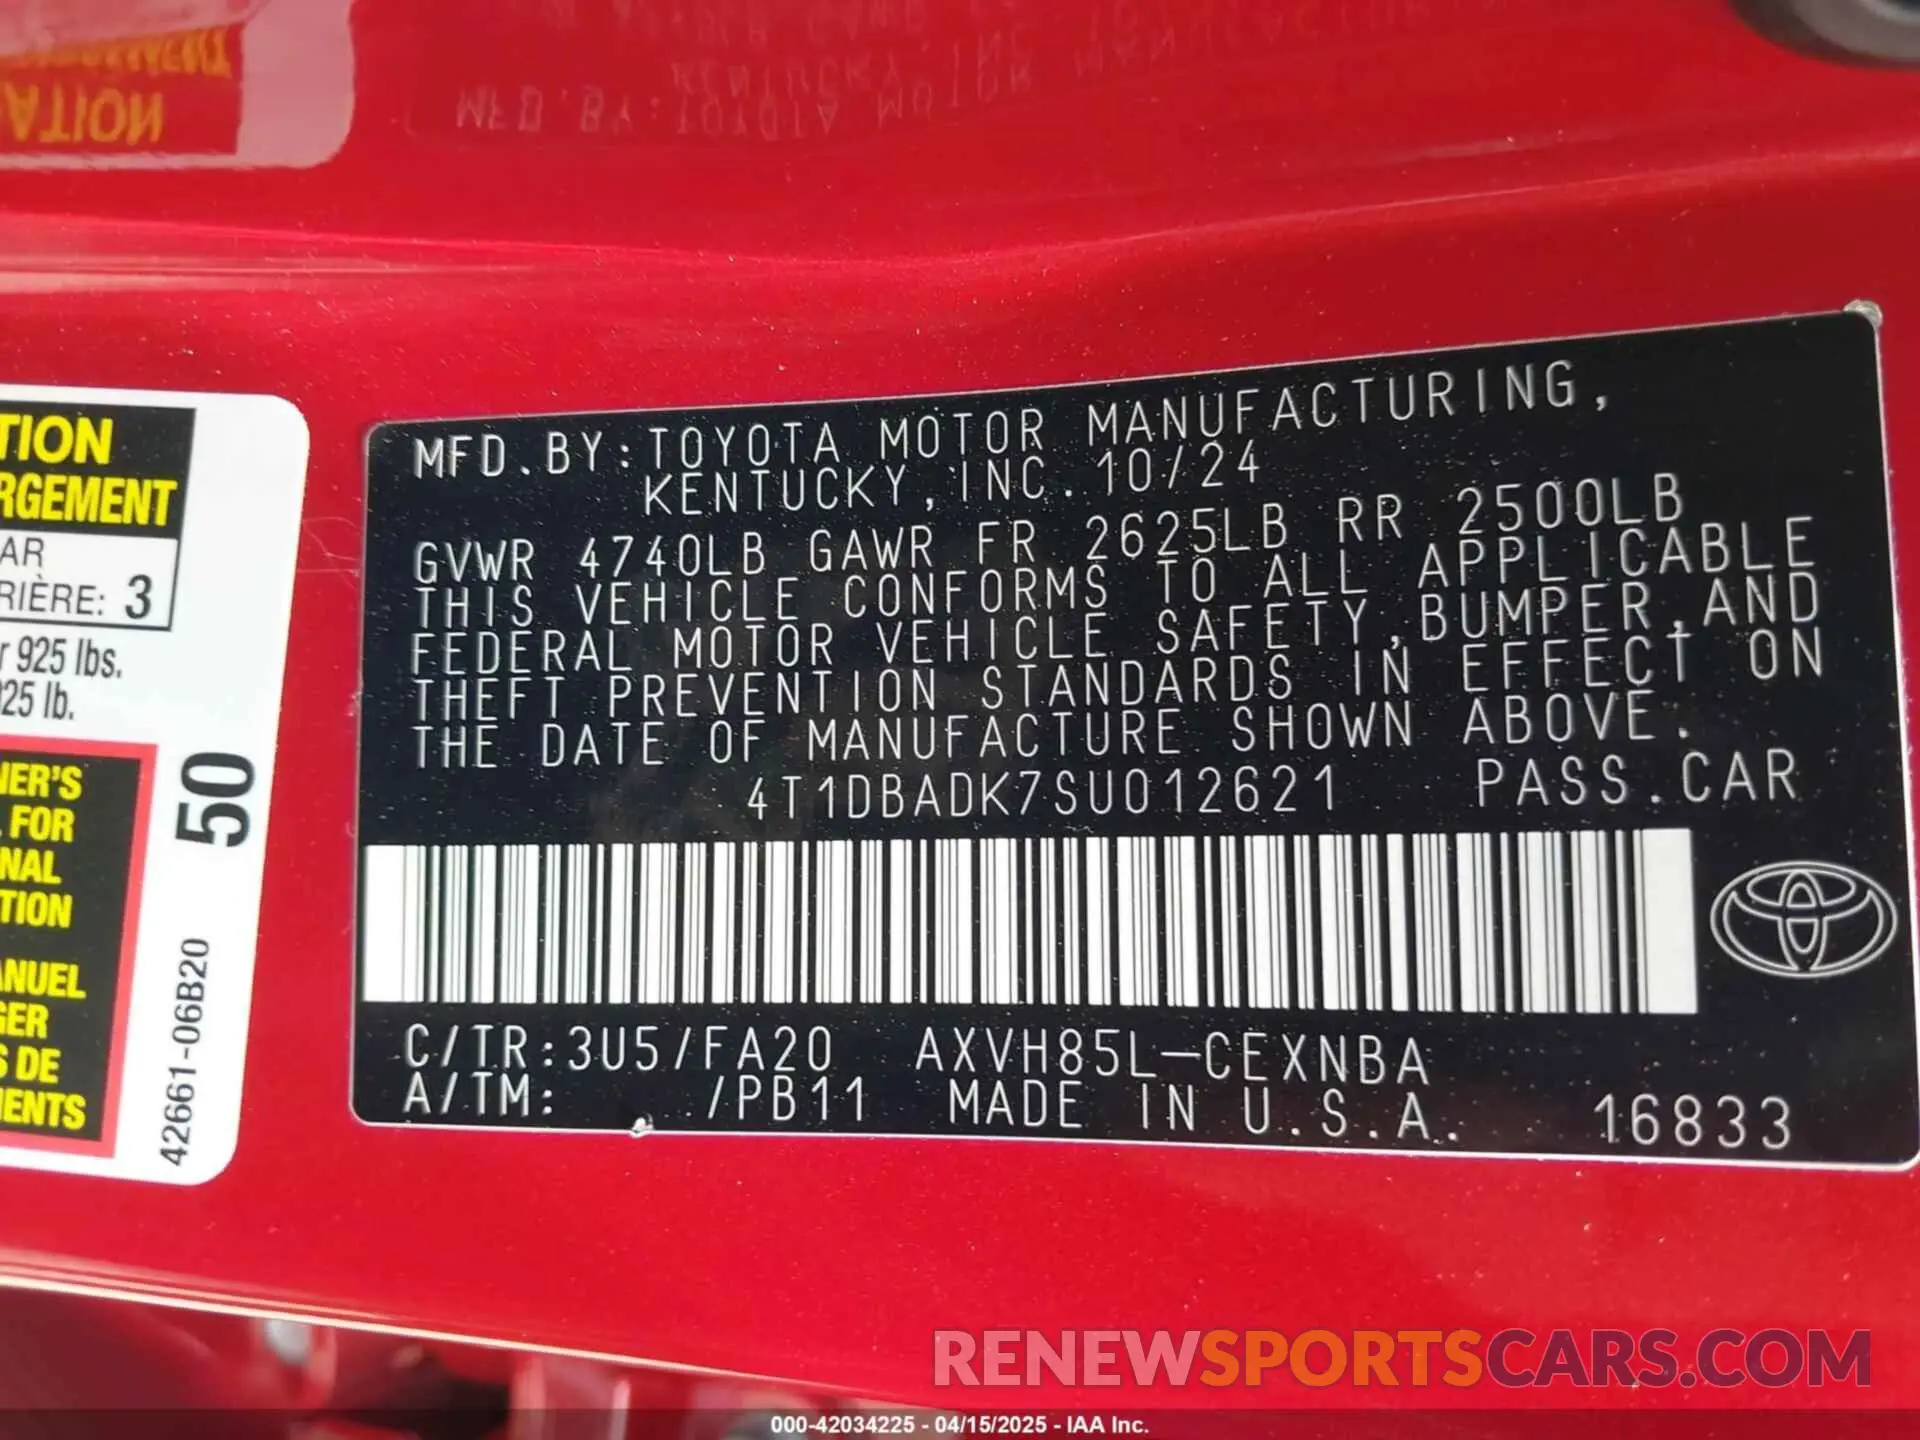 TION
RGEMENT
AR
RIÈRE: 3
r 925 lbs.
25 lb.
NER'S
FOR
NAL
TION
ANUEL
GER
S DE
MENTS
50
42661-06B20
MFD.BY:TOYOTA MOTOR MANUFACTURING,
KENTUCKY,INC. 10/24
GVWR 4740LB GAWR FR 2625LB RR 2500LB
THIS VEHICLE CONFORMS TO ALL APPLICABLE
FEDERAL MOTOR VEHICLE SAFETY,BUMPER,AND
THEFT PREVENTION STANDARDS IN EFFECT ON
THE DATE OF MANUFACTURE SHOWN ABOVE.
4T1DBADK7SU012621 PASS.CAR
C/TR:3U5/FA20 AXVH85L-CEXNBA
A/TM: /PB11 MADE IN U.S.A. 16833
RENEWSPORTSCARS.COM
000-42034225 - 04/15/2025 - IAA Inc.